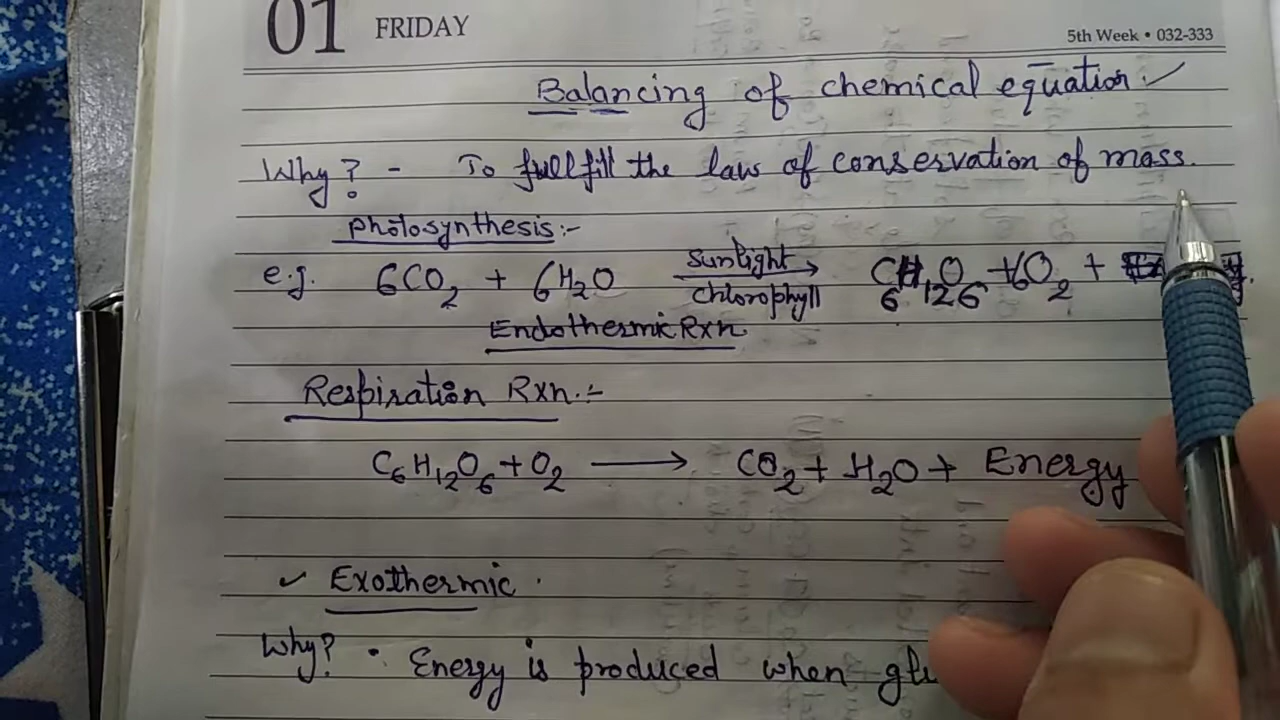 01 FRIDAY
5th Week • 032-333
Balancing of chemical equation ✓
Why? - To fullfill the law of conservation of mass.
Photosynthesis:-
e.g. 6CO2 + 6H2O sunlight → chlorophyll C6H12O6 + 6O2 +
Endothermic Rxn
Respiration Rxn:-
C6H12O6 + O2 → CO2 + H2O + Energy
✓ Exothermic.
Why? • Energy is produced when